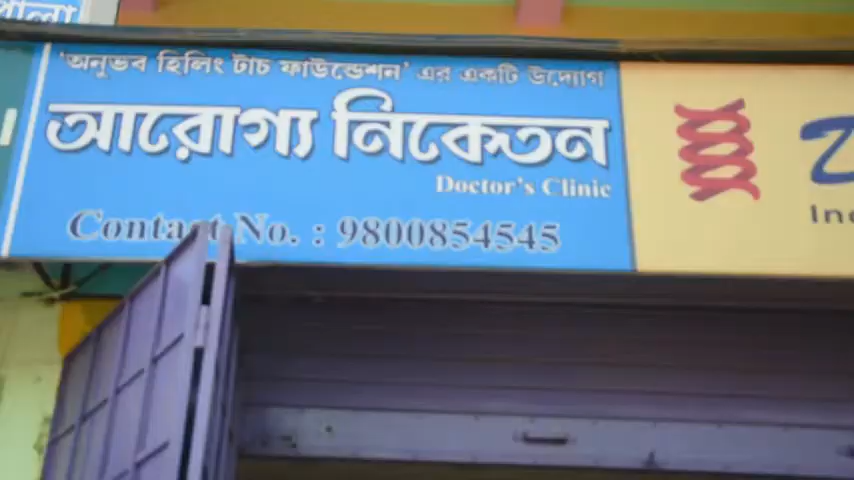 'অনুভব হিলিং টাচ ফাউন্ডেশন' এর একটি উদ্যোগ
আরোগ্য নিকেতন
Doctor's Clinic
Contact No. : 9800854545